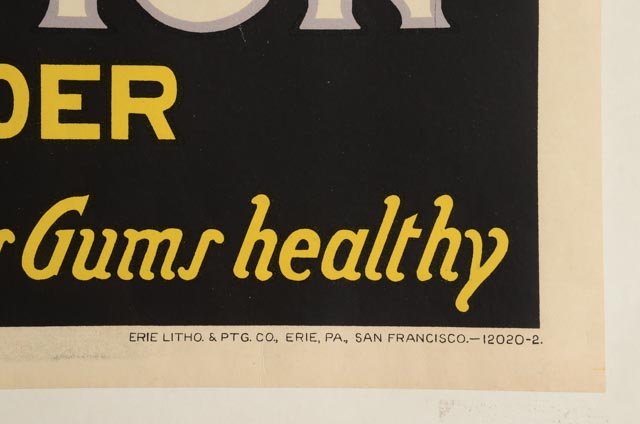 DER
Gums healthy
ERIE LITHO. & PTG. CO., ERIE, PA., SAN FRANCISCO.—12020-2.